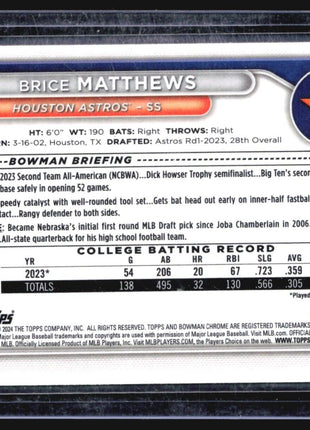 BRICE MATTHEWS
HOUSTON ASTROS™ – SS
HT: 6'0" WT: 190 BATS: Right THROWS: Right
RN: 3-16-02, Houston, TX DRAFTED: Astros Rd1-2023, 28th Overall
BOWMAN BRIEFING
2023 Second Team All-American (NCBWA)...Dick Howser Trophy semifinalist...Big Ten's second
base safely in opening 52 games.
speedy catalyst with well-rounded tool set...Gets bat head out early on inner-half fastball
tact...Rangy defender to both sides.
E: Became Nebraska's initial first round MLB Draft pick since Joba Chamberlain in 2006.
All-state quarterback for his high school football team.
COLLEGE BATTING RECORD
YR G AB HR RBI SLG AVG
2023* 54 206 20 67 .723 .359
TOTALS 138 495 32 130 .566 .305
*Played
© 2024 THE TOPPS COMPANY, INC. ALL RIGHTS RESERVED. TOPPS AND BOWMAN CHROME ARE REGISTERED TRADEMARKS
Major League Baseball trademarks and copyrights are used with permission of Major League Baseball. Visit
MLB. Officially Licensed Product of MLB Players, Inc. Visit MLBPLAYERS.com, the Players Choice on the web. WWW.TOPPS